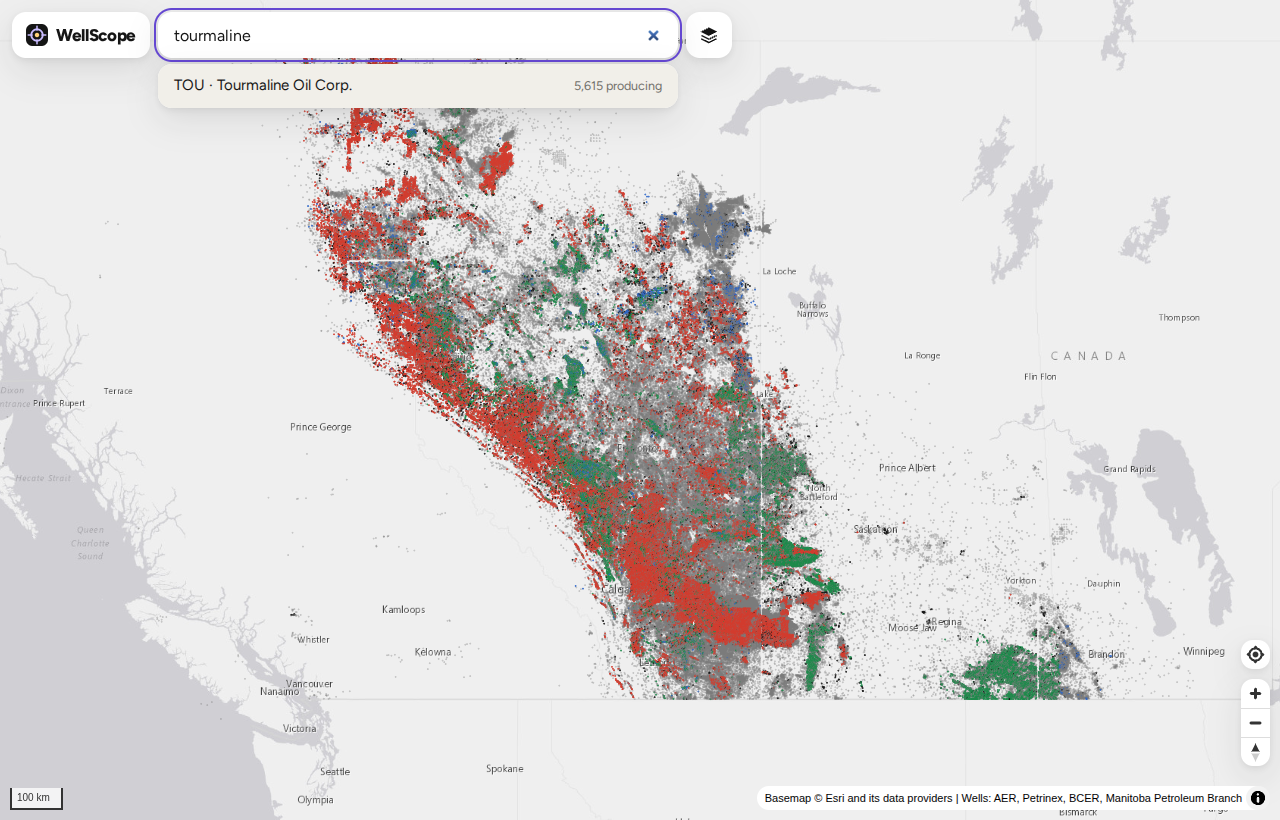 WellScope
tourmaline
TOU · Tourmaline Oil Corp.
5,615 producing
La Loche
Buffalo
Narrows
Thompson
La Ronge
CANADA
Flin Flon
Dixon
Entrance
Prince Rupert
Terrace
Lake
Prince George
Hecate Strait
Prince Albert
Grand Rapids
North
Battleford
Queen
Charlotte
Sound
Saskatoon
Yorkton
Dauphin
Kamloops
Regina
Moose Jaw
Whistler
Kelowna
Brandon
Winnipeg
Vancouver
Nanaimo
Victoria
Seattle
Spokane
Olympia
100 km
Basemap © Esri and its data providers | Wells: AER, Petrinex, BCER, Manitoba Petroleum Branch
Bismarck